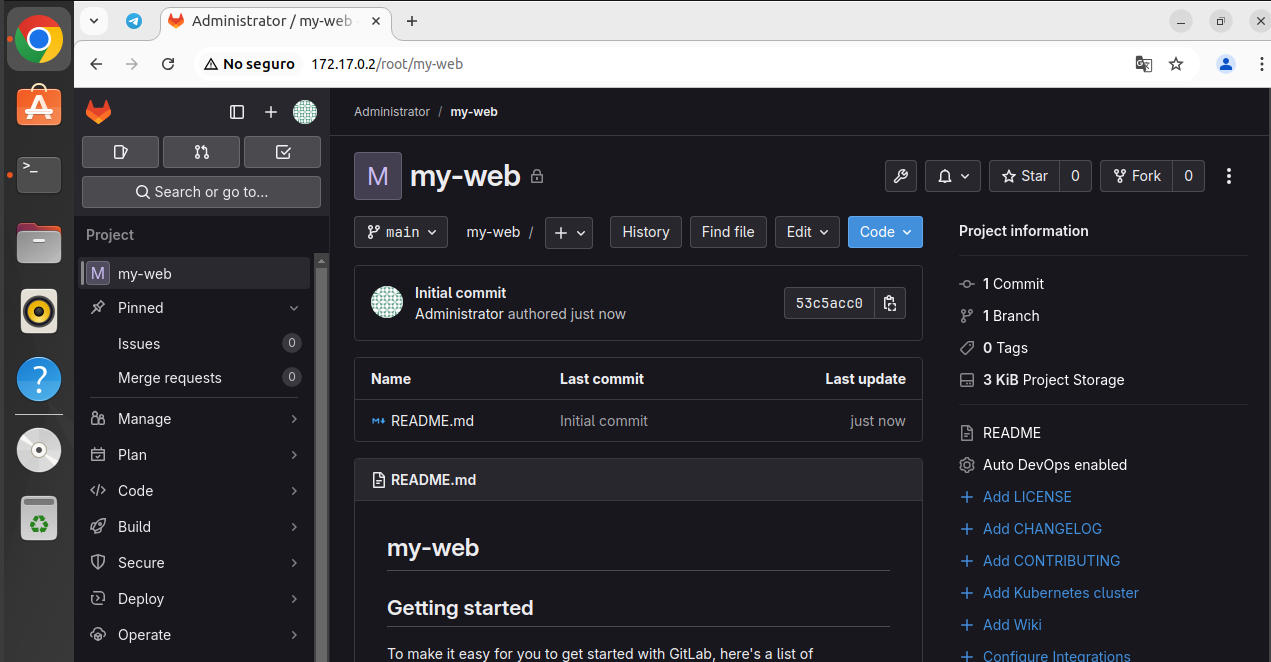 Administrator / my-web
No seguro 172.17.0.2/root/my-web
Search or go to...
Project
M my-web
Pinned
Issues 0
Merge requests 0
Manage
Plan
Code
Build
Secure
Deploy
Operate
Administrator / my-web
M my-web
Star 0
Fork 0
main
my-web /
History
Find file
Edit
Code
Initial commit
Administrator authored just now
53c5acc0
Name Last commit Last update
README.md Initial commit just now
README.md
my-web
Getting started
To make it easy for you to get started with GitLab, here's a list of
Project information
1 Commit
1 Branch
0 Tags
3 KiB Project Storage
README
Auto DevOps enabled
Add LICENSE
Add CHANGELOG
Add CONTRIBUTING
Add Kubernetes cluster
Add Wiki
Configure Integrations